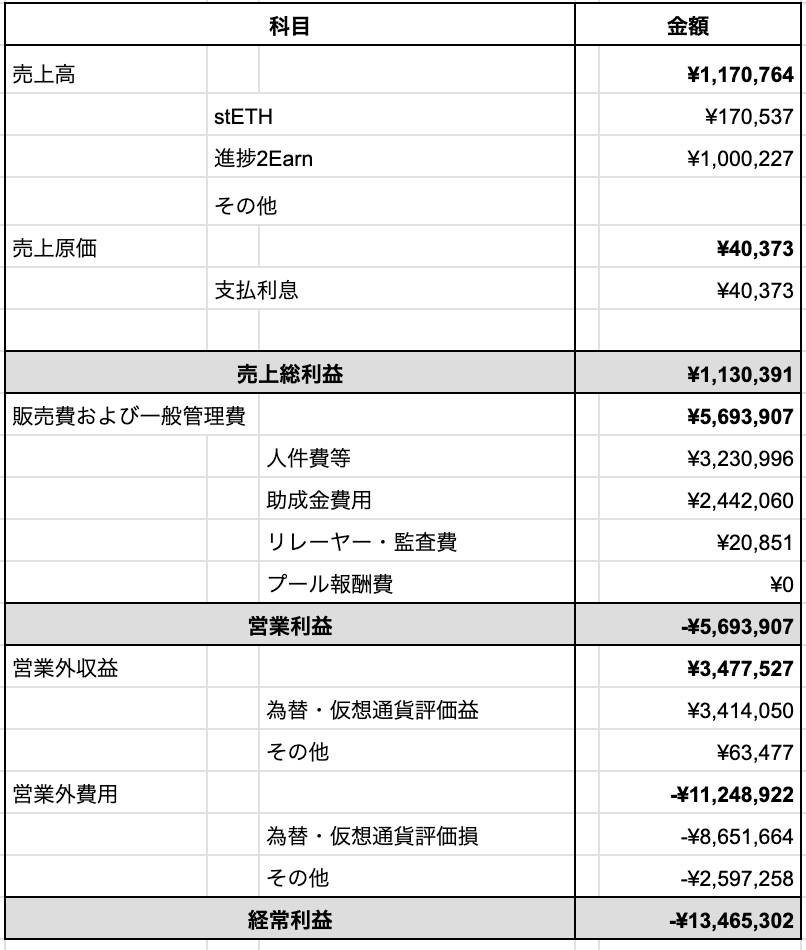 科目 金額
売上高 ¥1,170,764
stETH ¥170,537
進捗2Earn ¥1,000,227
その他
売上原価 ¥40,373
支払利息 ¥40,373
売上総利益 ¥1,130,391
販売費および一般管理費 ¥5,693,907
人件費等 ¥3,230,996
助成金費用 ¥2,442,060
リレーヤー・監査費 ¥20,851
プール報酬費 ¥0
営業利益 -¥5,693,907
営業外収益 ¥3,477,527
為替・仮想通貨評価益 ¥3,414,050
その他 ¥63,477
営業外費用 -¥11,248,922
為替・仮想通貨評価損 -¥8,651,664
その他 -¥2,597,258
経常利益 -¥13,465,302